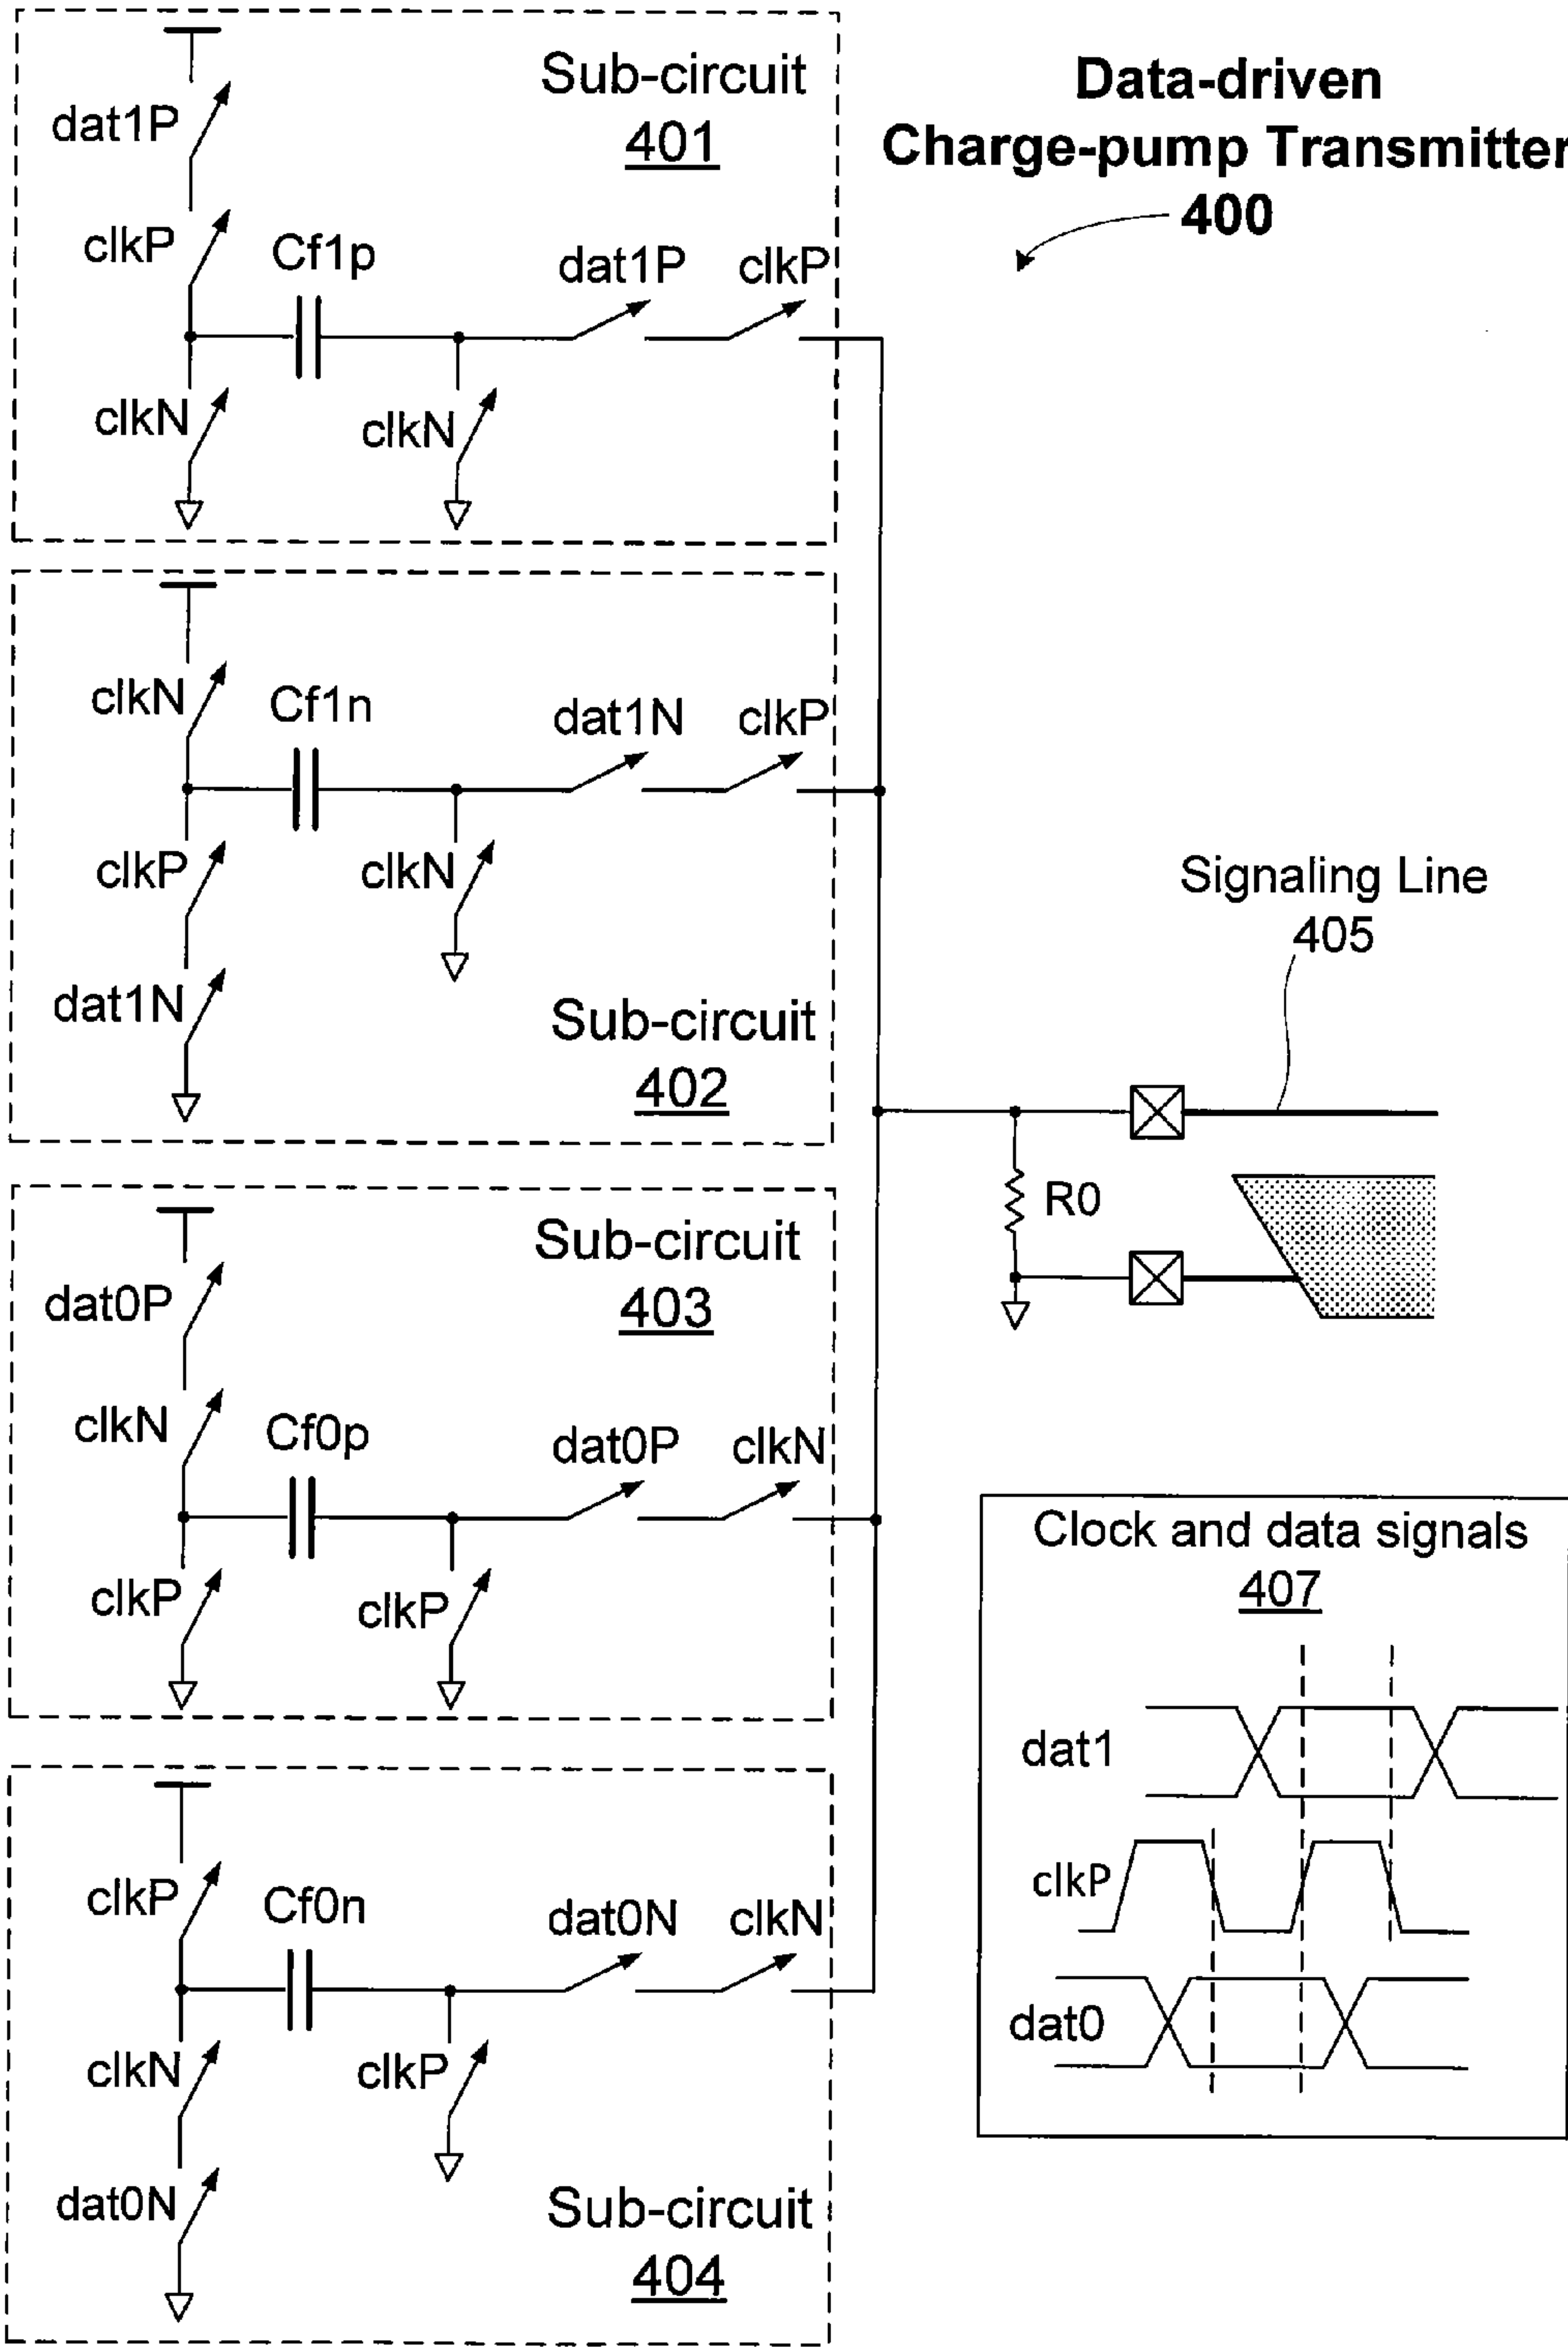 Data-driven
Charge-pump Transmitter
400
Sub-circuit
401
dat1P
clkP
Cf1p
dat1P
clkP
clkN
clkN
clkN
Cf1n
dat1N
clkP
clkP
clkN
dat1N
Sub-circuit
402
Signaling Line
405
R0
Sub-circuit
403
dat0P
clkN
Cf0p
dat0P
clkN
clkP
clkP
clkP
Cf0n
dat0N
clkN
clkN
clkP
dat0N
Sub-circuit
404
Clock and data signals
407
dat1
clkP
dat0